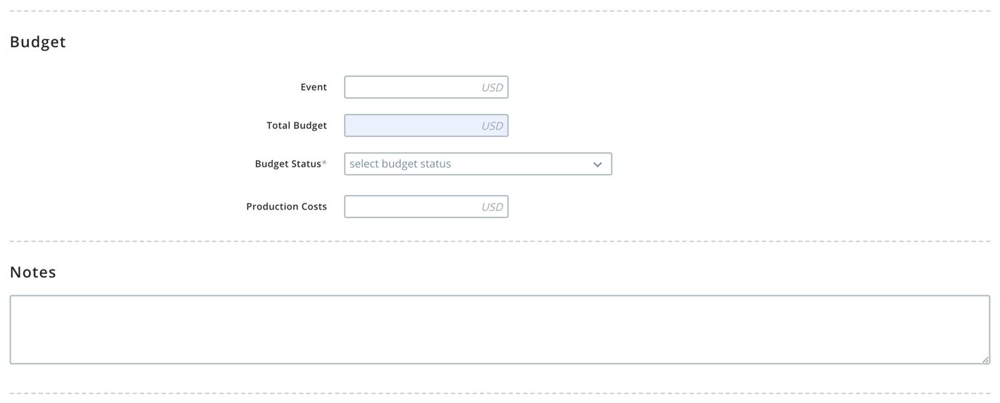 Budget
Event USD
Total Budget USD
Budget Status* select budget status
Production Costs USD
Notes